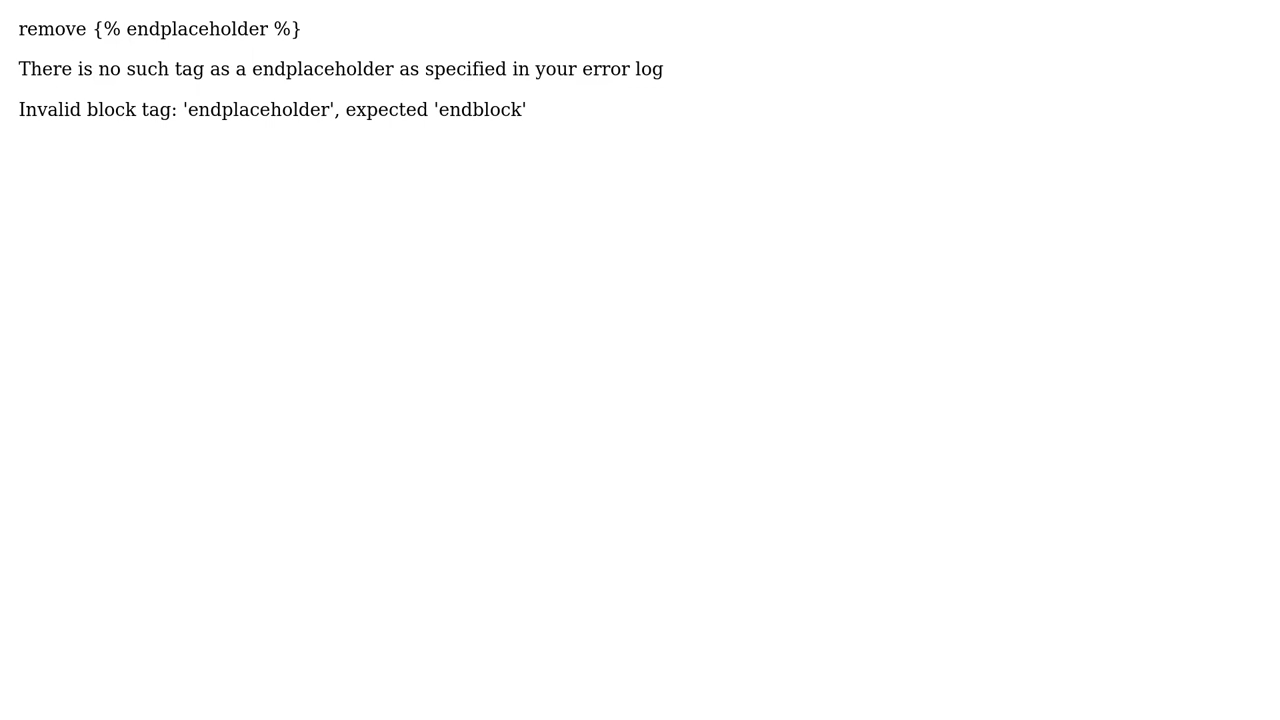 remove {% endplaceholder %}
There is no such tag as a endplaceholder as specified in your error log
Invalid block tag: 'endplaceholder', expected 'endblock'